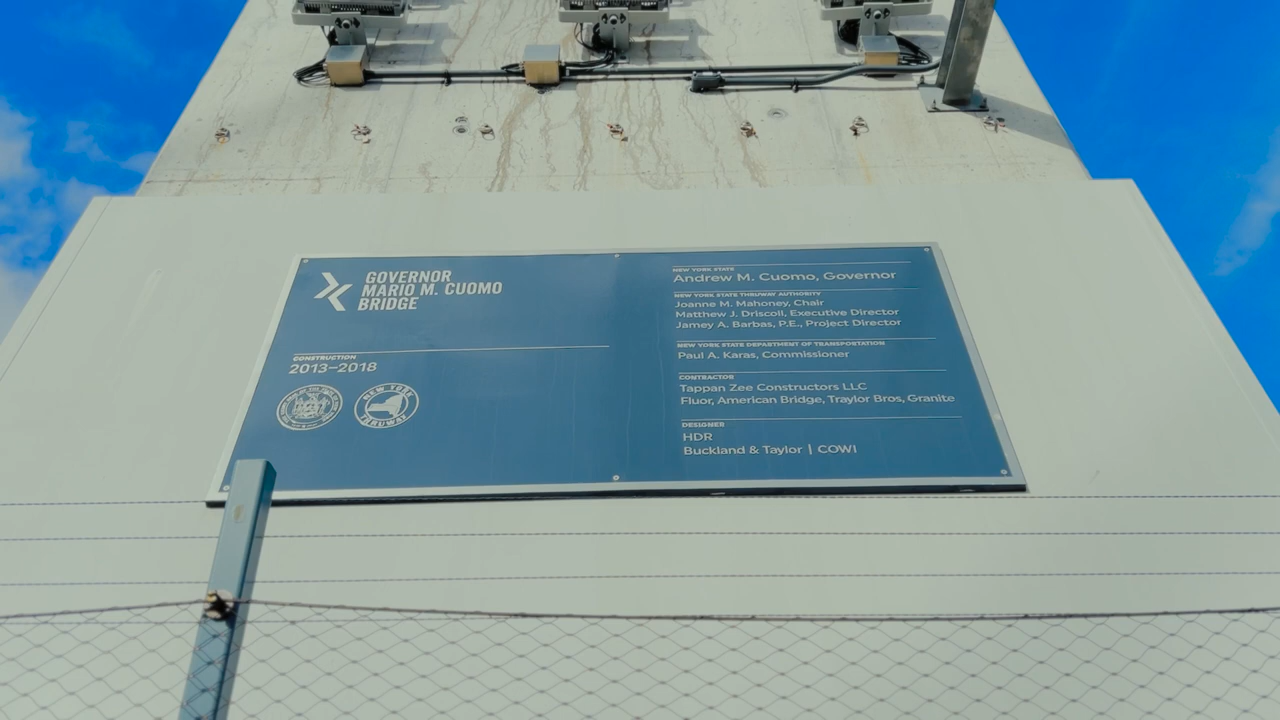 GOVERNOR
MARIO M. CUOMO
BRIDGE
CONSTRUCTION
2013–2018
NEW YORK
THRUWAY
NEW YORK STATE
Andrew M. Cuomo, Governor
NEW YORK STATE THRUWAY AUTHORITY
Joanne M. Mahoney, Chair
Matthew J. Driscoll, Executive Director
Jamey A. Barbas, P.E., Project Director
NEW YORK STATE DEPARTMENT OF TRANSPORTATION
Paul A. Karas, Commissioner
CONTRACTOR
Tappan Zee Constructors LLC
Fluor, American Bridge, Traylor Bros, Granite
DESIGNER
HDR
Buckland & Taylor | COWI